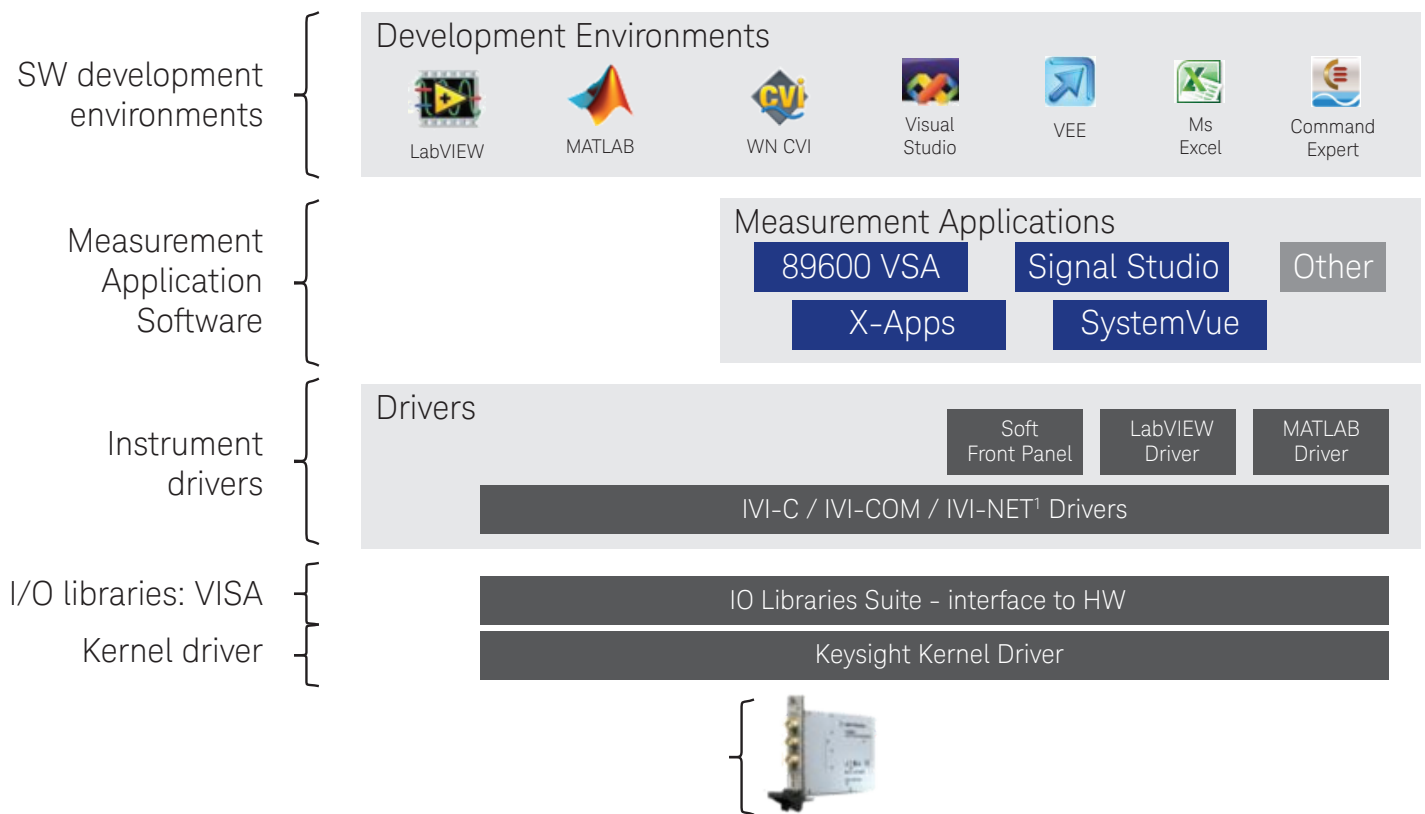 SW development
environments
Development Environments
CVI
LabVIEW
MATLAB
WN CVI
Visual
Studio
VEE
Ms
Excel
Command
Expert
Measurement
Application
Software
Measurement Applications
89600 VSA
Signal Studio
Other
X-Apps
SystemVue
Instrument
drivers
Drivers
Soft
Front Panel
LabVIEW
Driver
MATLAB
Driver
IVI-C / IVI-COM / IVI-NET¹ Drivers
I/O libraries: VISA
IO Libraries Suite - interface to HW
Kernel driver
Keysight Kernel Driver